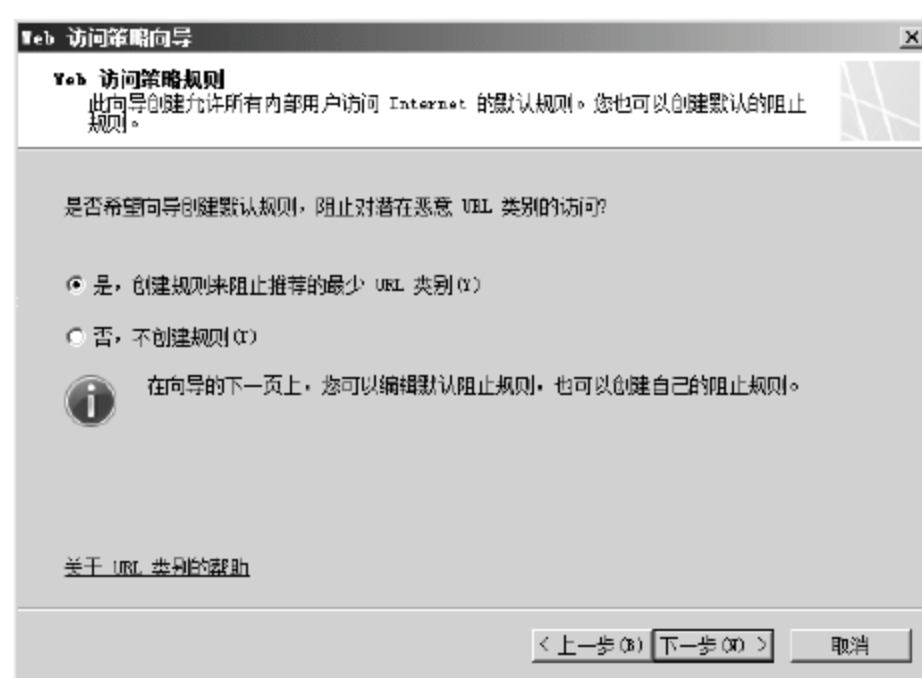 Web 访问策略向导
Web 访问策略规则
此向导创建允许所有内部用户访问 Internet 的默认规则。您也可以创建默认的阻止
规则。
是否希望向导创建默认规则，阻止对潜在恶意 URL 类别的访问?
是，创建规则来阻止推荐的最少 URL 类别(Y)
否，不创建规则(T)
在向导的下一页上，您可以编辑默认阻止规则，也可以创建自己的阻止规则。
关于 URL 类别的帮助
< 上一步(B) 下一步(N) > 取消